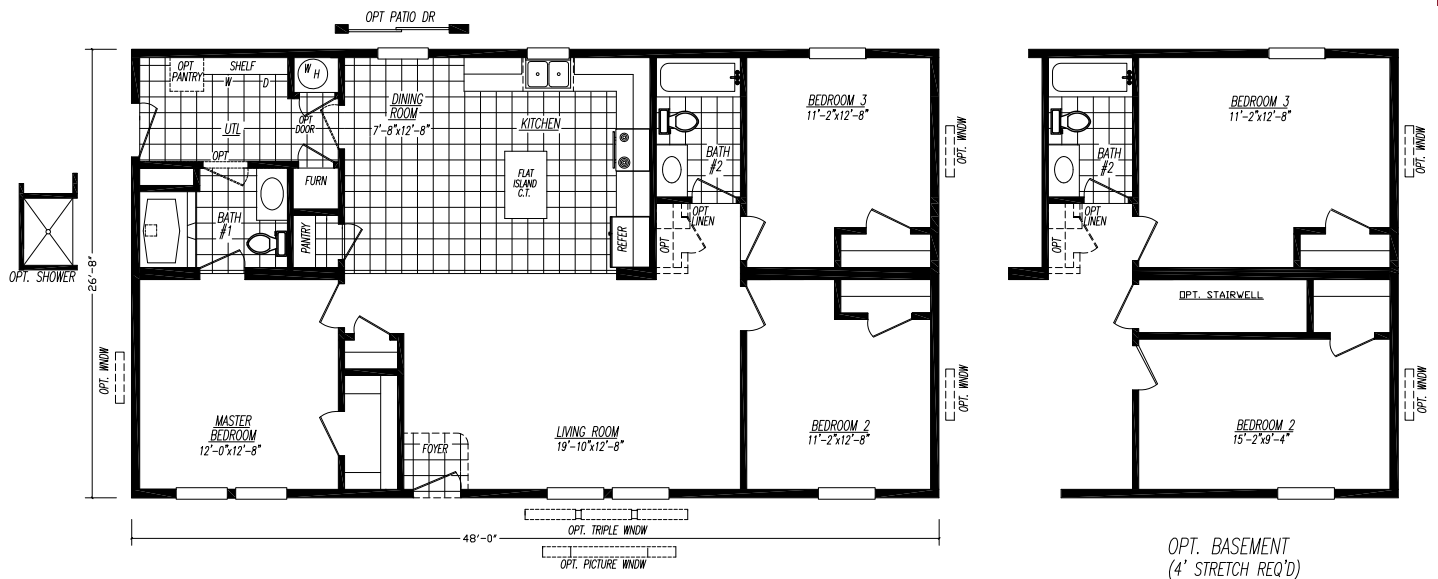 OPT PATIO DR
OPT
PANTRY
SHELF
W
D
W
H
UTL
OPT
DOOR
OPT.
DINING
ROOM
7'-8"x12'-8"
KITCHEN
FLAT
ISLAND
C.T.
BATH
#2
BEDROOM 3
11'-2"x12'-8"
OPT. WNDW
FURN
BATH
#1
PANTRY
REFER
OPT
OPT
LINEN
OPT. SHOWER
26'-8"
OPT. WNDW
MASTER
BEDROOM
12'-0"x12'-8"
FOYER
LIVING ROOM
19'-10"x12'-8"
BEDROOM 2
11'-2"x12'-8"
OPT. WNDW
OPT. TRIPLE WNDW
48'-0"
OPT. PICTURE WNDW
BATH
#2
BEDROOM 3
11'-2"x12'-8"
OPT. WNDW
OPT
OPT
LINEN
OPT. STAIRWELL
BEDROOM 2
15'-2"x9'-4"
OPT. WNDW
OPT. BASEMENT
(4' STRETCH REQ'D)